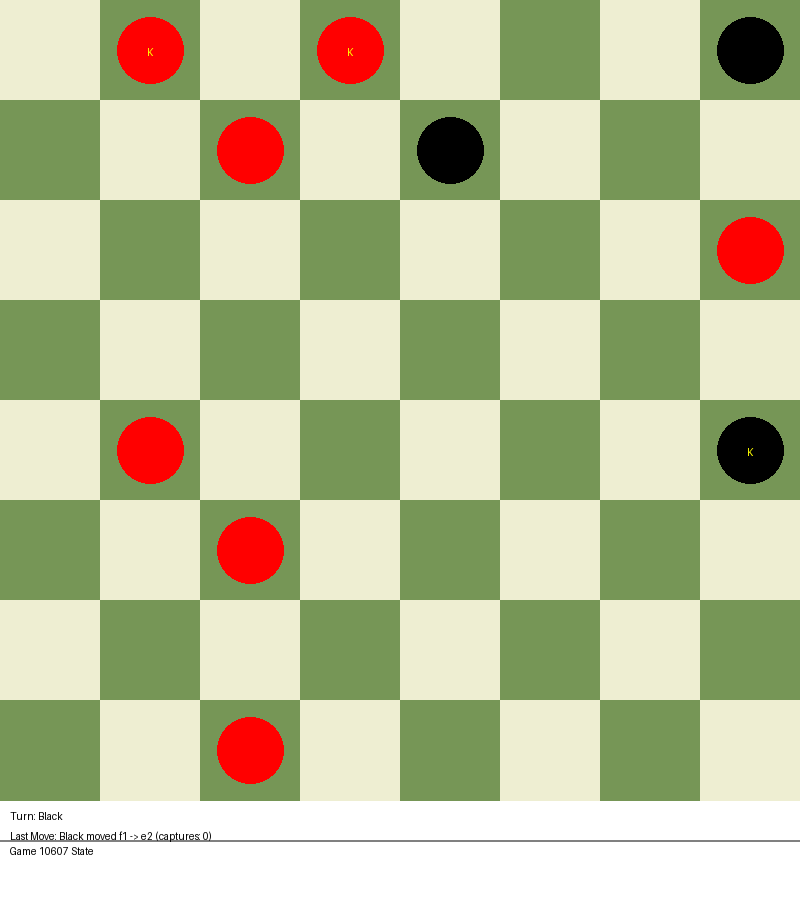 K
K
K
Turn: Black
Last Move: Black moved f1 -> e2 (captures: 0)
Game 10607 State